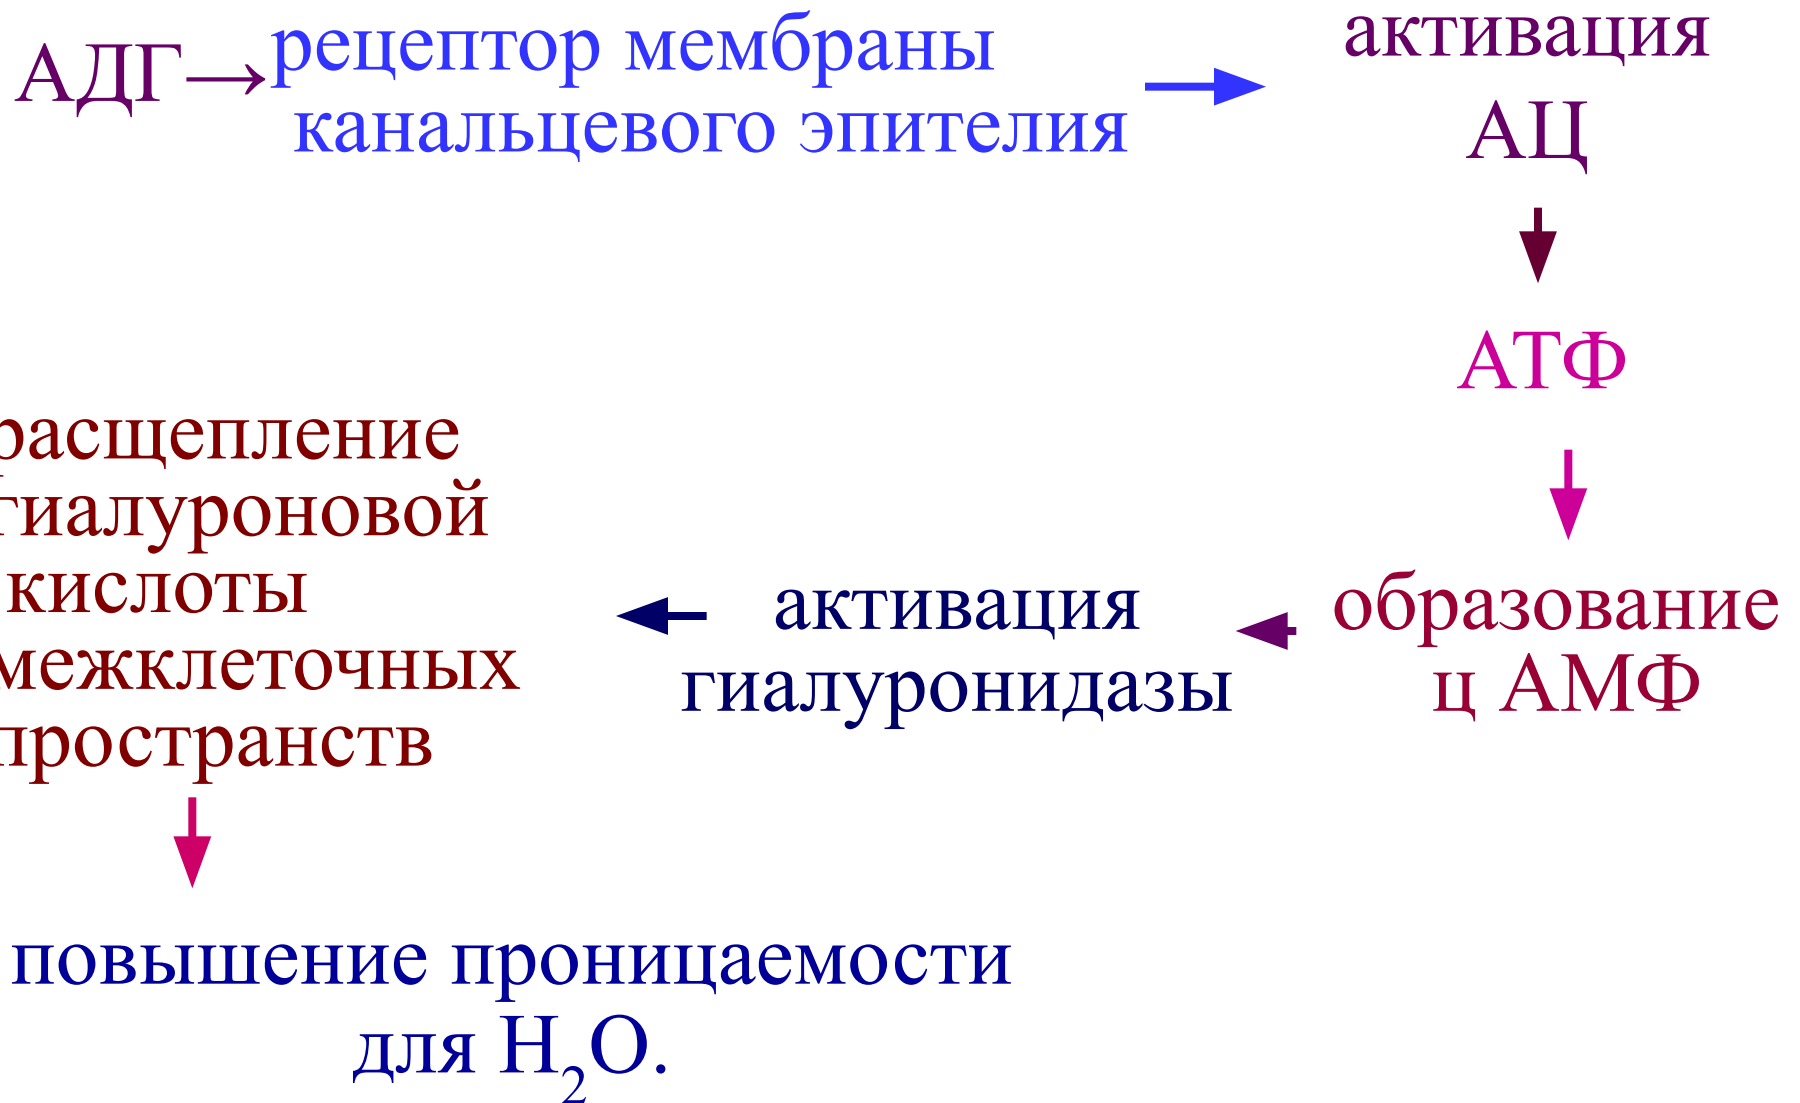 АДГ→рецептор мембраны
канальцевого эпителия
активация
АЦ
АТФ
образование
ц АМФ
активация
гиалуронидазы
расщепление
гиалуроновой
кислоты
межклеточных
пространств
повышение проницаемости
для H₂O.